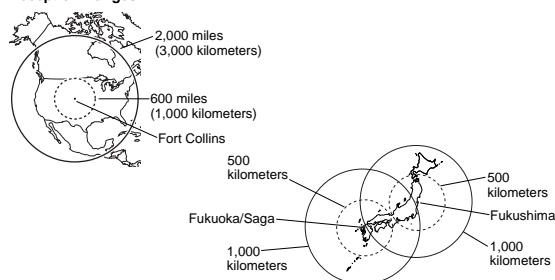 2,000 miles
(3,000 kilometers)
600 miles
(1,000 kilometers)
Fort Collins
500
kilometers
500
kilometers
Fukuoka/Saga
Fukushima
1,000
kilometers
1,000
kilometers